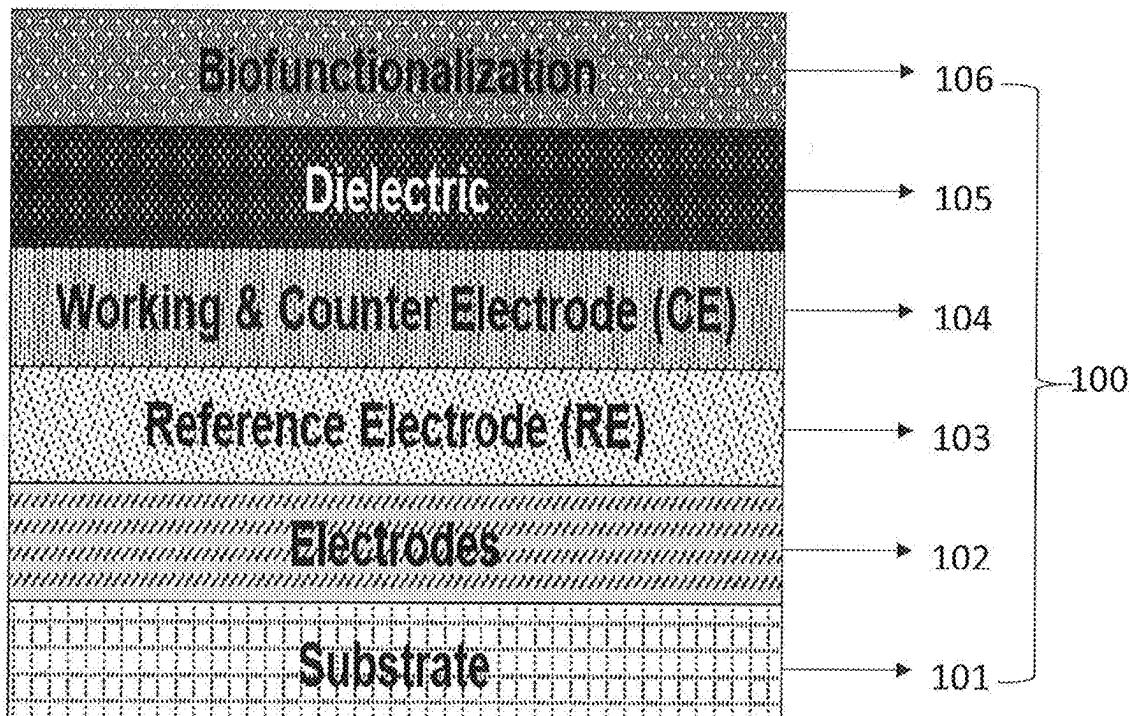 Biofunctionalization 106
Dielectric 105
Working & Counter Electrode (CE) 104
100
Reference Electrode (RE) 103
Electrodes 102
Substrate 101